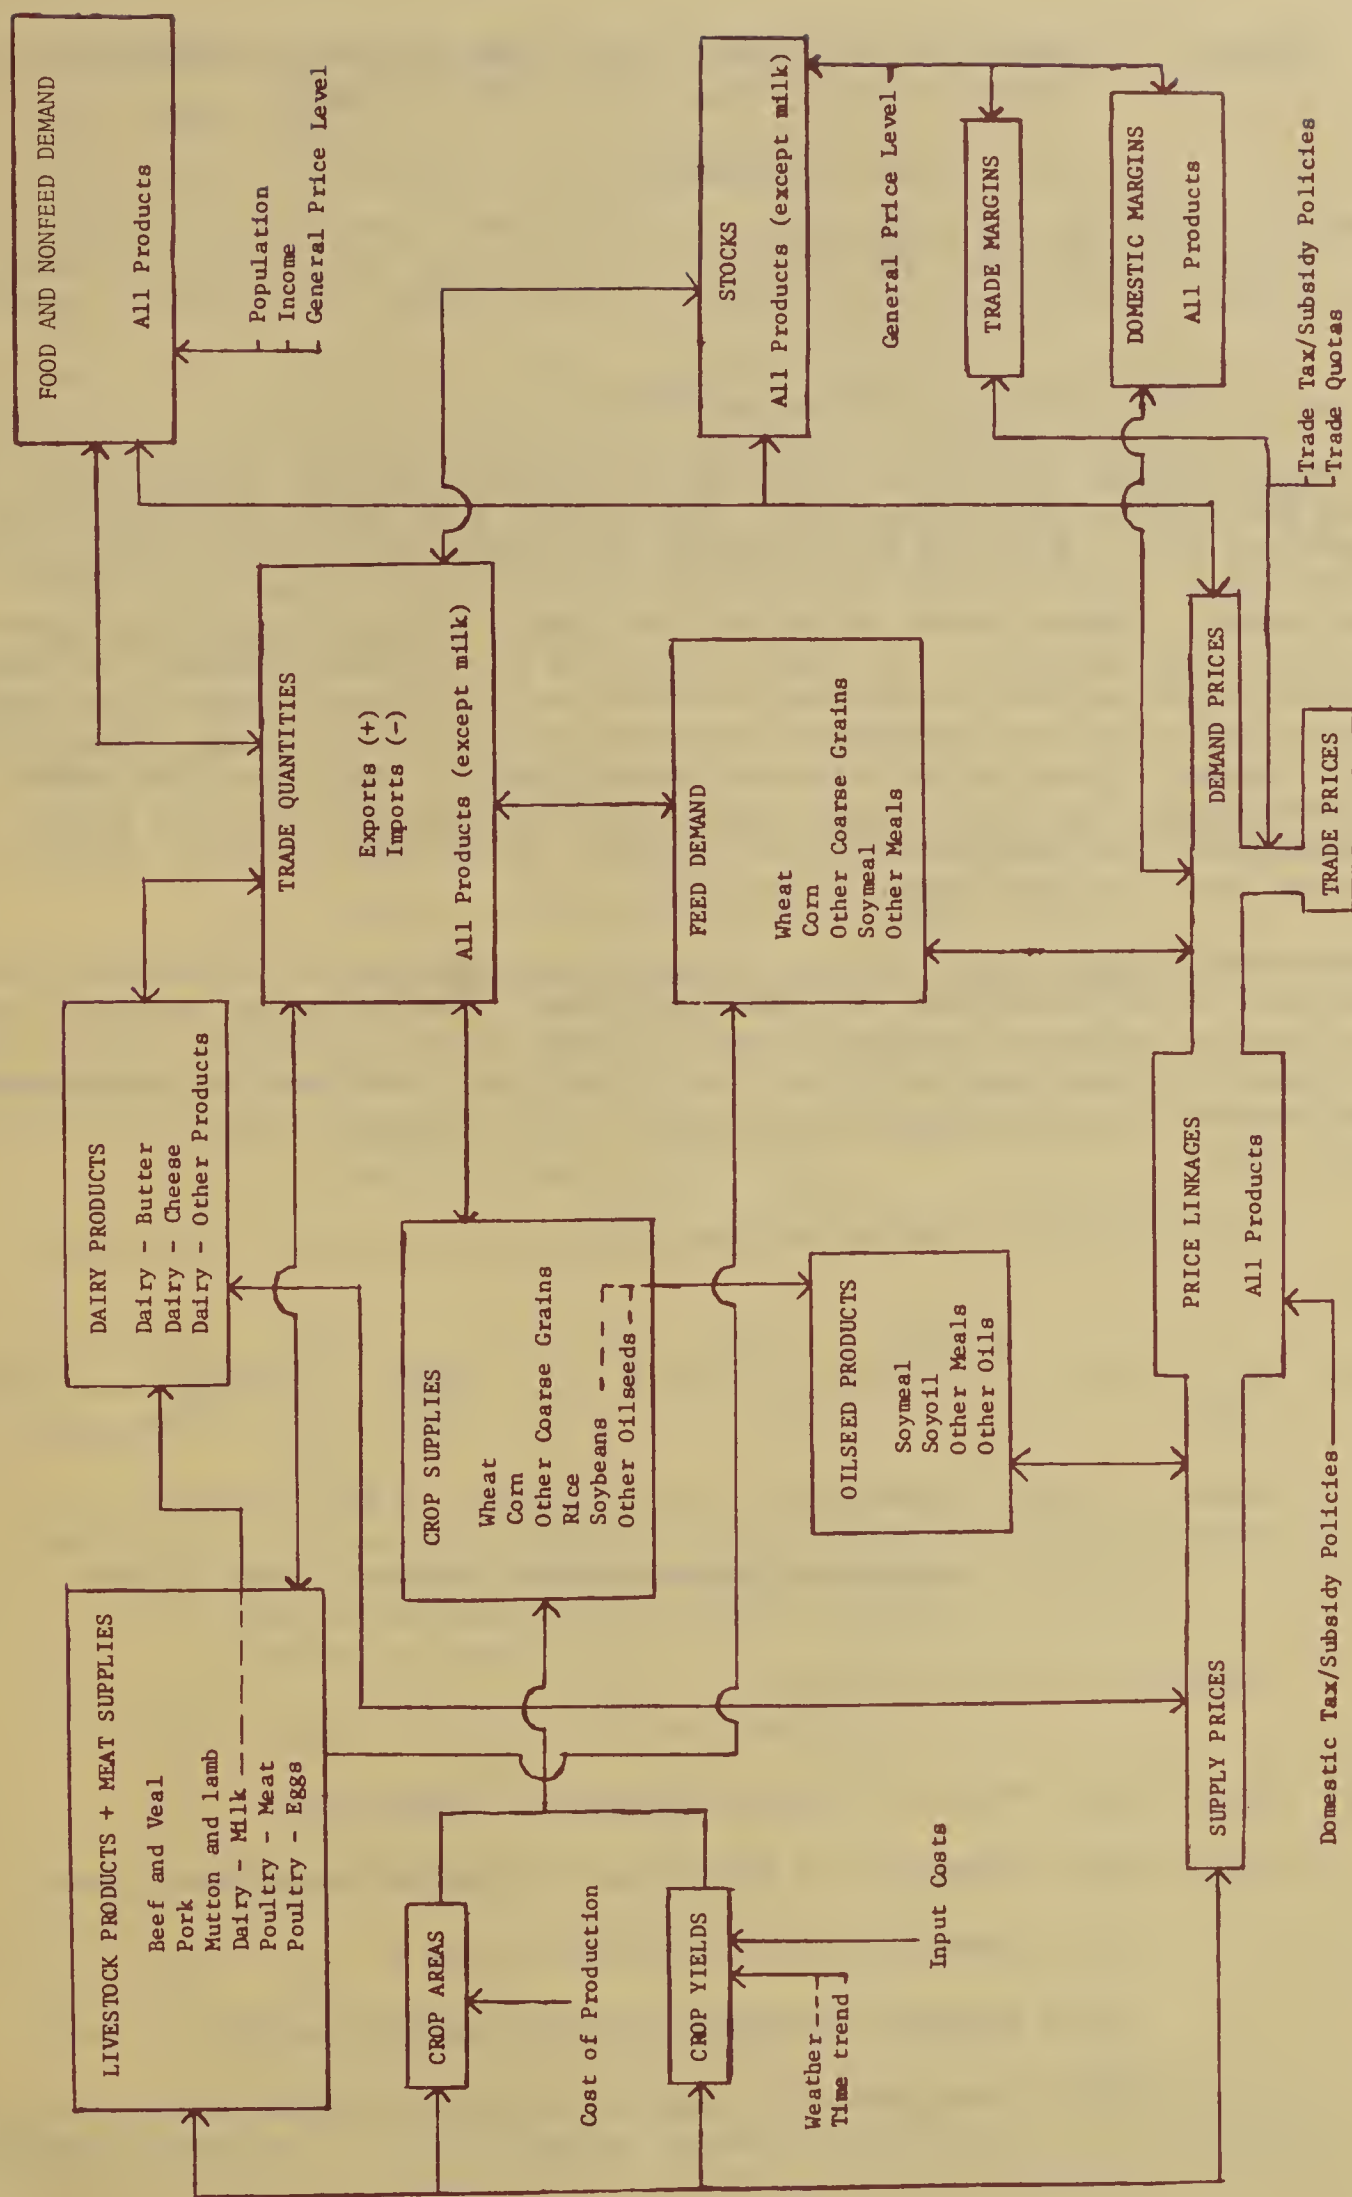 LIVESTOCK PRODUCTS + MEAT SUPPLIES
Beef and Veal
Pork
Mutton and lamb
Dairy - Milk
Poultry - Meat
Poultry - Eggs
DAIRY PRODUCTS
Dairy - Butter
Dairy - Cheese
Dairy - Other Products
FOOD AND NONFEED DEMAND
All Products
Population
Income
General Price Level
TRADE QUANTITIES
Exports (+)
Imports (-)
All Products (except milk)
CROP AREAS
Cost of Production
CROP YIELDS
Weather
Time trend
Input Costs
CROP SUPPLIES
Wheat
Corn
Other Coarse Grains
Rice
Soybeans
Other Oilseeds
OILSEED PRODUCTS
Soymeal
Soyoil
Other Meals
Other Oils
FEED DEMAND
Wheat
Corn
Other Coarse Grains
Soymeal
Other Meals
STOCKS
All Products (except milk)
General Price Level
TRADE MARGINS
DOMESTIC MARGINS
All Products
SUPPLY PRICES
PRICE LINKAGES
All Products
DEMAND PRICES
TRADE PRICES
Domestic Tax/Subsidy Policies
Trade Tax/Subsidy Policies
Trade Quotas